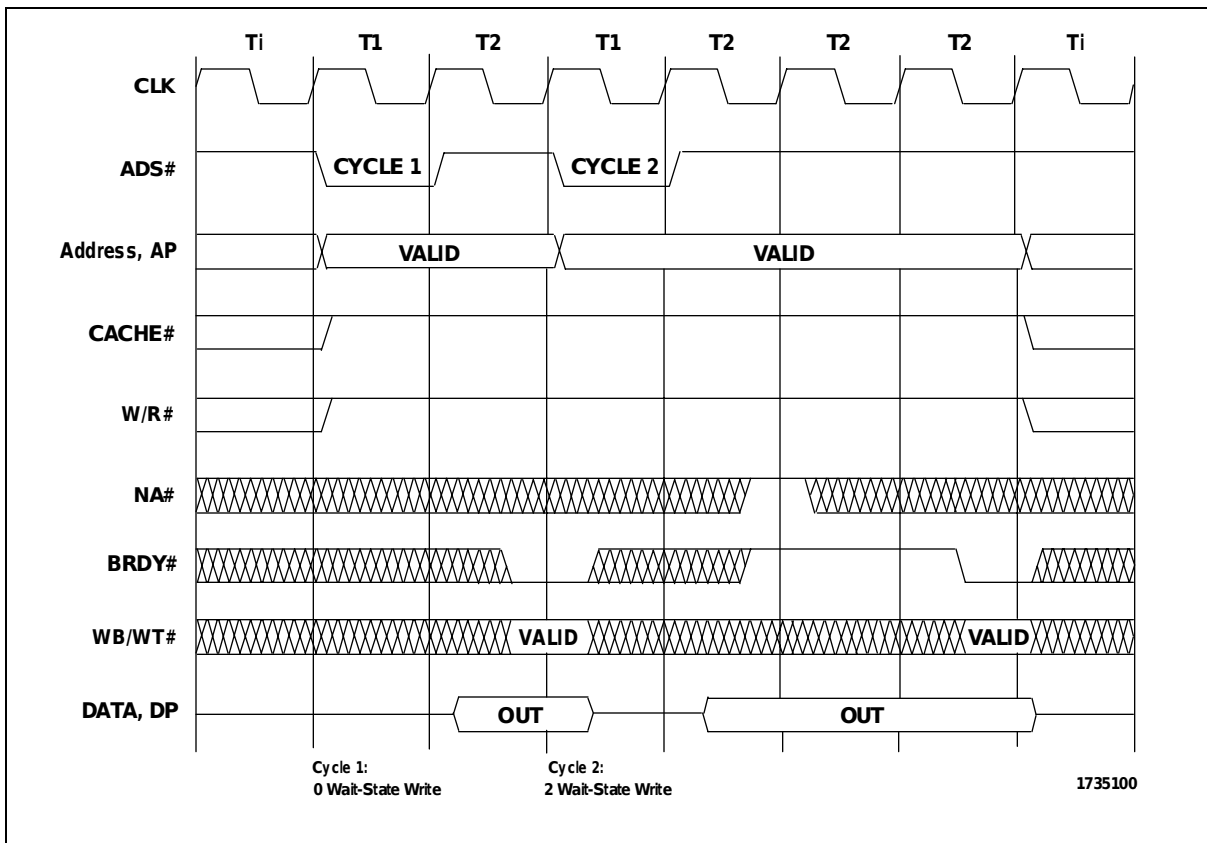 Ti T1 T2 T1 T2 T2 T2 Ti
CLK
ADS# CYCLE 1 CYCLE 2
Address, AP VALID VALID
CACHE#
W/R#
NA#
BRDY#
WB/WT# VALID VALID
DATA, DP OUT OUT
Cycle 1: Cycle 2:
0 Wait-State Write 2 Wait-State Write 1735100